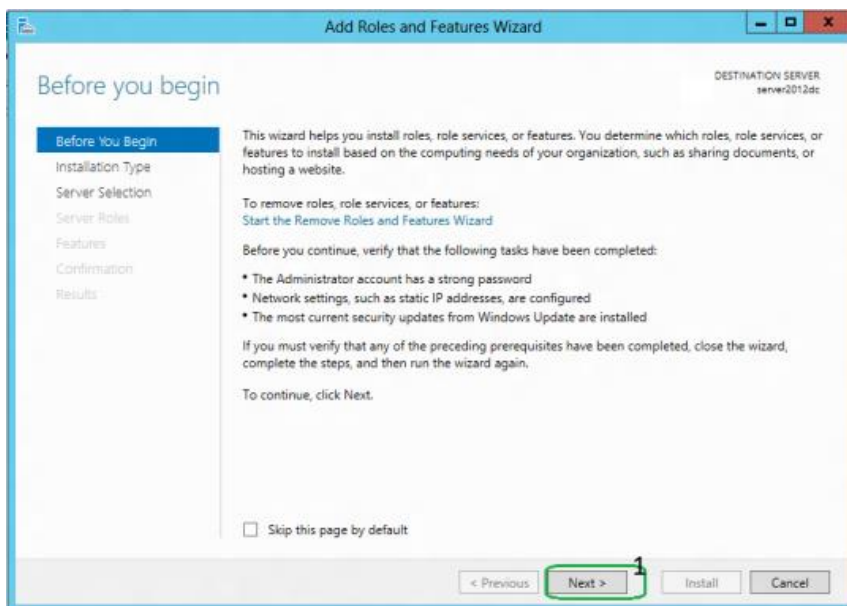 Add Roles and Features Wizard
Before you begin
DESTINATION SERVER
server2012dc
Before You Begin
Installation Type
Server Selection
Server Roles
Features
Confirmation
Results
This wizard helps you install roles, role services, or features. You determine which roles, role services, or
features to install based on the computing needs of your organization, such as sharing documents, or
hosting a website.
To remove roles, role services, or features:
Start the Remove Roles and Features Wizard
Before you continue, verify that the following tasks have been completed:
• The Administrator account has a strong password
• Network settings, such as static IP addresses, are configured
• The most current security updates from Windows Update are installed
If you must verify that any of the preceding prerequisites have been completed, close the wizard,
complete the steps, and then run the wizard again.
To continue, click Next.
Skip this page by default
1
< Previous
Next >
Install
Cancel